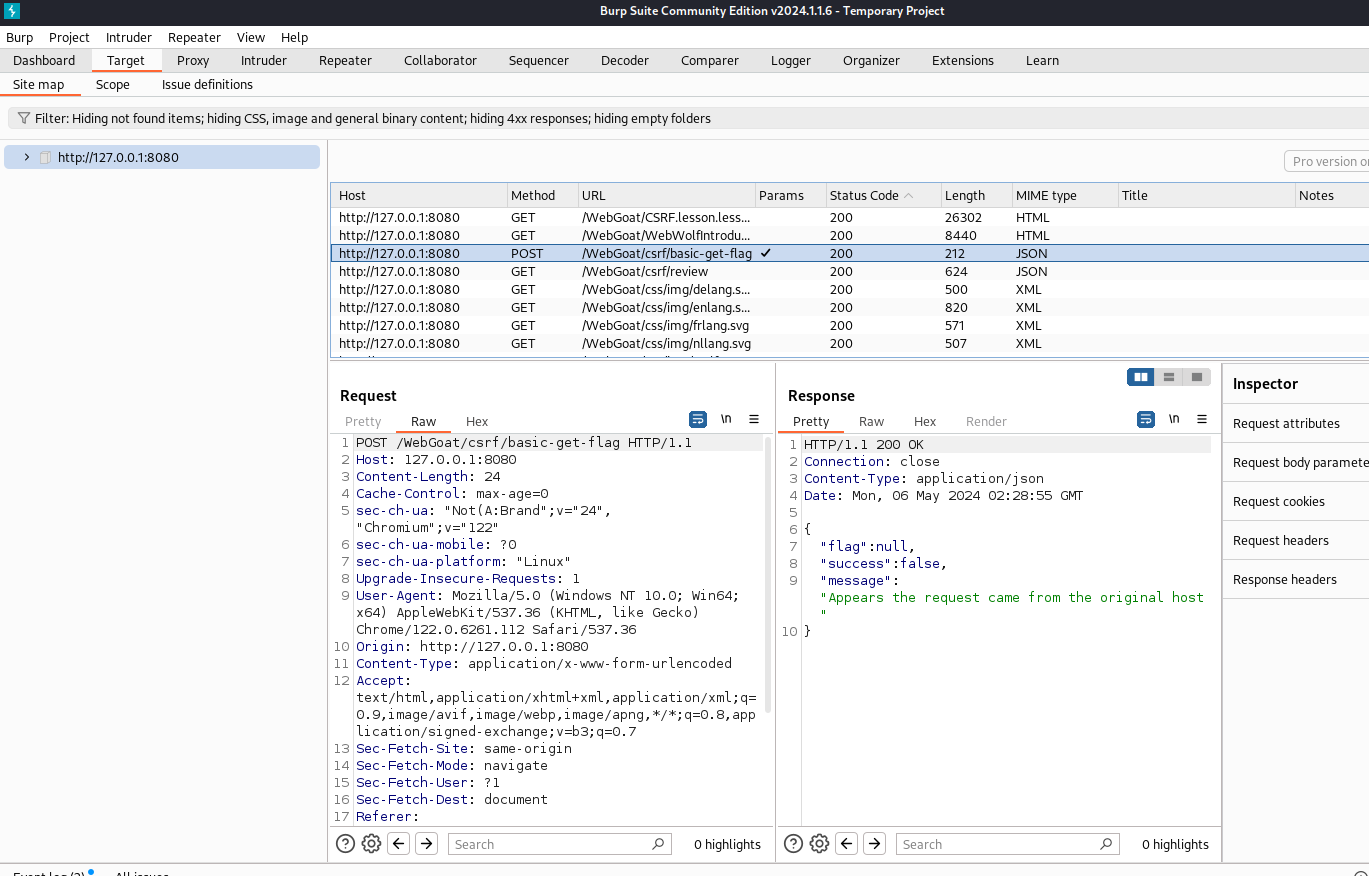 Burp Suite Community Edition v2024.1.1.6 - Temporary Project
Burp Project Intruder Repeater View Help
Dashboard Target Proxy Intruder Repeater Collaborator Sequencer Decoder Comparer Logger Organizer Extensions Learn
Site map Scope Issue definitions
Filter: Hiding not found items; hiding CSS, image and general binary content; hiding 4xx responses; hiding empty folders
http://127.0.0.1:8080
Pro version o
Host Method URL Params Status Code Length MIME type Title Notes
http://127.0.0.1:8080 GET /WebGoat/CSRF.lesson.less... 200 26302 HTML
http://127.0.0.1:8080 GET /WebGoat/WebWolfIntrodu... 200 8440 HTML
http://127.0.0.1:8080 POST /WebGoat/csrf/basic-get-flag ✓ 200 212 JSON
http://127.0.0.1:8080 GET /WebGoat/csrf/review 200 624 JSON
http://127.0.0.1:8080 GET /WebGoat/css/img/delang.s... 200 500 XML
http://127.0.0.1:8080 GET /WebGoat/css/img/enlang.s... 200 820 XML
http://127.0.0.1:8080 GET /WebGoat/css/img/frlang.svg 200 571 XML
http://127.0.0.1:8080 GET /WebGoat/css/img/nllang.svg 200 507 XML
Request
Pretty Raw Hex
\n
1 POST /WebGoat/csrf/basic-get-flag HTTP/1.1
2 Host: 127.0.0.1:8080
3 Content-Length: 24
4 Cache-Control: max-age=0
5 sec-ch-ua: "Not(A:Brand";v="24",
"Chromium";v="122"
6 sec-ch-ua-mobile: ?0
7 sec-ch-ua-platform: "Linux"
8 Upgrade-Insecure-Requests: 1
9 User-Agent: Mozilla/5.0 (Windows NT 10.0; Win64;
x64) AppleWebKit/537.36 (KHTML, like Gecko)
Chrome/122.0.6261.112 Safari/537.36
10 Origin: http://127.0.0.1:8080
11 Content-Type: application/x-www-form-urlencoded
12 Accept:
text/html,application/xhtml+xml,application/xml;q=
0.9,image/avif,image/webp,image/apng,*/*;q=0.8,app
lication/signed-exchange;v=b3;q=0.7
13 Sec-Fetch-Site: same-origin
14 Sec-Fetch-Mode: navigate
15 Sec-Fetch-User: ?1
16 Sec-Fetch-Dest: document
17 Referer:
Search
0 highlights
Response
Pretty Raw Hex Render
\n
1 HTTP/1.1 200 OK
2 Connection: close
3 Content-Type: application/json
4 Date: Mon, 06 May 2024 02:28:55 GMT
5
6 {
7 "flag":null,
8 "success":false,
9 "message":
"Appears the request came from the original host
"
10 }
Search
0 highlights
Inspector
Request attributes
Request body paramete
Request cookies
Request headers
Response headers
Event log (2) All issues